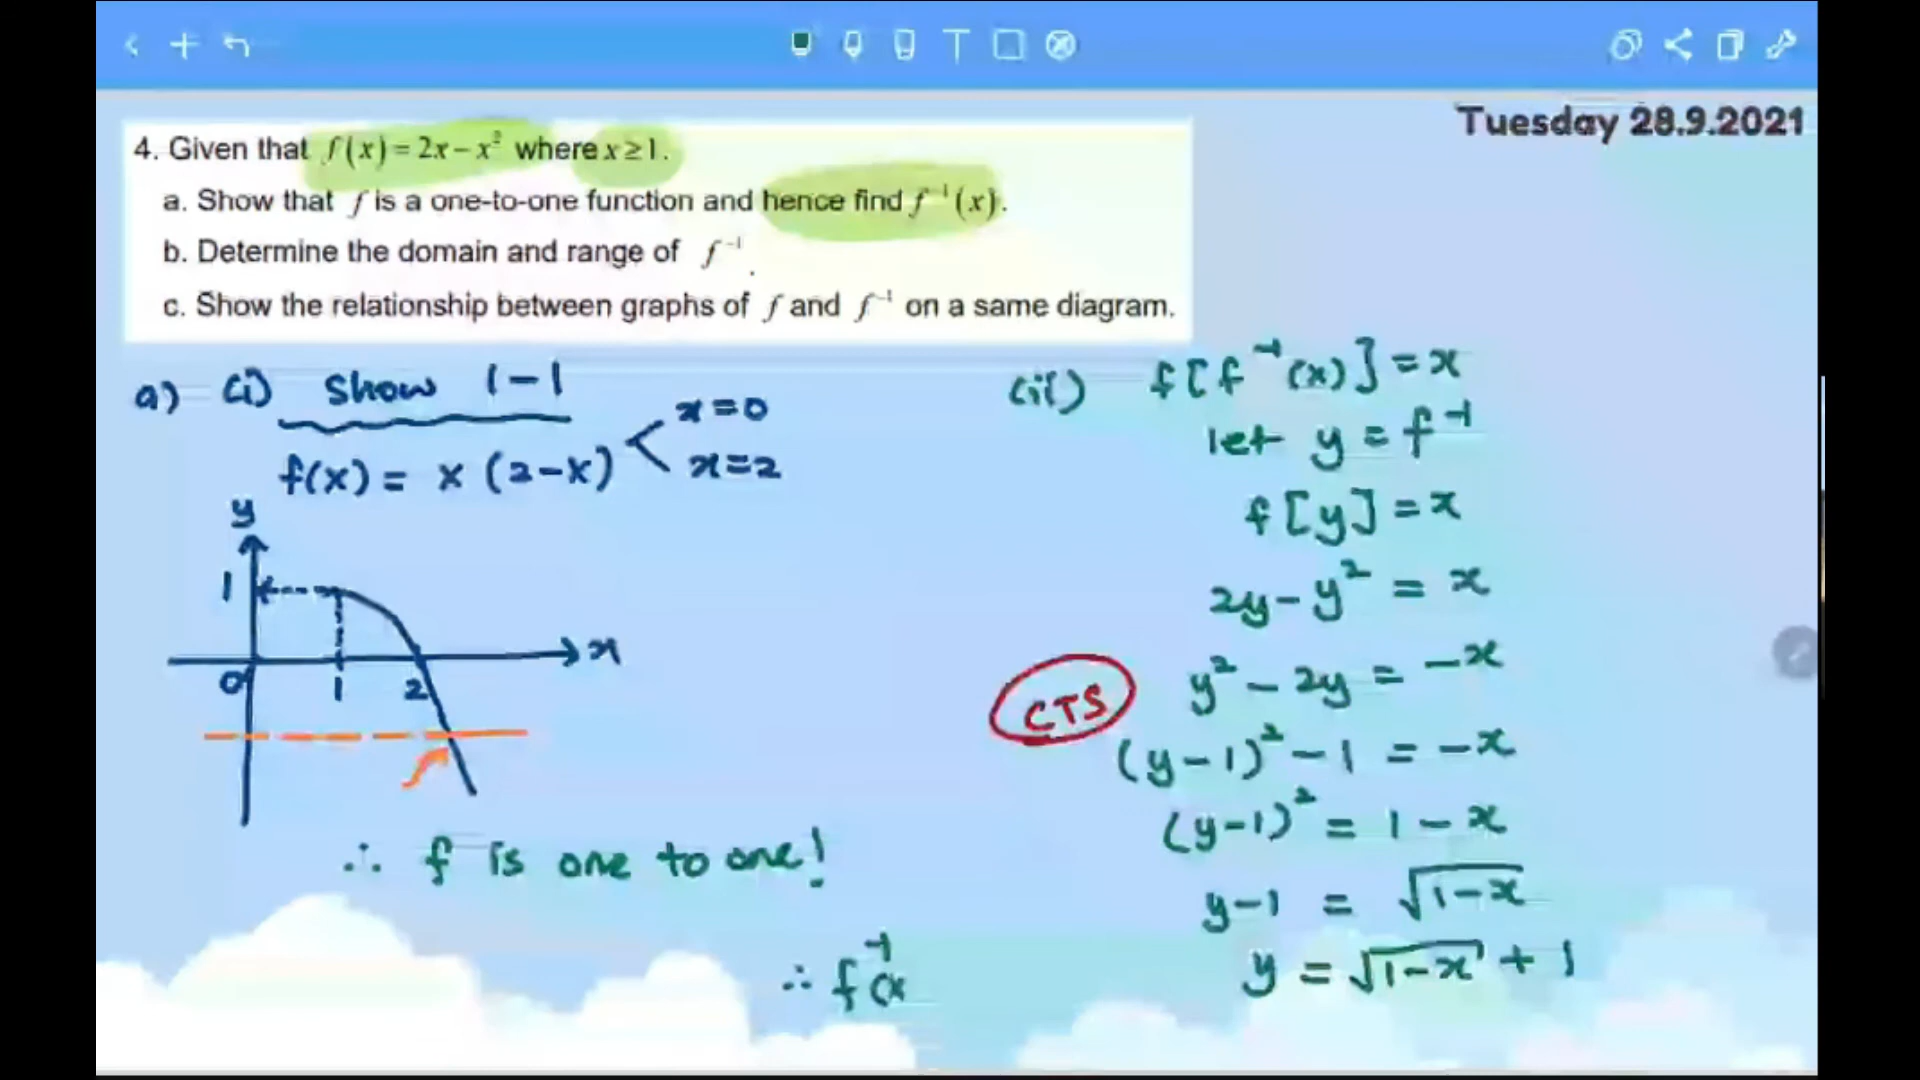 Tuesday 28.9.2021
4. Given that f(x) = 2x − x² where x ≥ 1.
a. Show that f is a one-to-one function and hence find f⁻¹(x).
b. Determine the domain and range of f⁻¹.
c. Show the relationship between graphs of f and f⁻¹ on a same diagram.
a) (i) Show 1-1
f(x) = x (2-x) < x=0
x=2
y
1
x
0 1 2
∴ f is one to one!
(ii) f[f⁻¹(x)] = x
let y = f⁻¹
f[y] = x
2y - y² = x
CTS y² - 2y = -x
(y-1)² - 1 = -x
(y-1)² = 1 - x
y-1 = √1-x
y = √1-x + 1
∴ f⁻¹(x